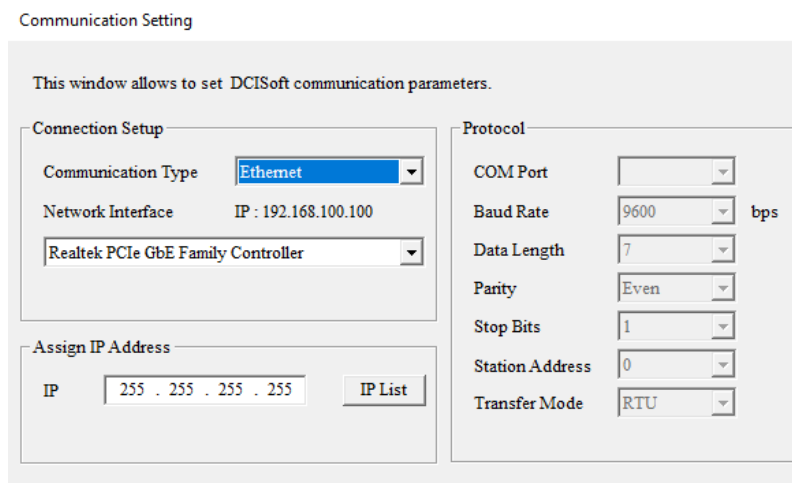 Communication Setting
This window allows to set DCISoft communication parameters.
Connection Setup
Communication Type Ethernet
Network Interface IP : 192.168.100.100
Realtek PCIe GbE Family Controller
Assign IP Address
IP 255 . 255 . 255 . 255 IP List
Protocol
COM Port
Baud Rate 9600 bps
Data Length 7
Parity Even
Stop Bits 1
Station Address 0
Transfer Mode RTU